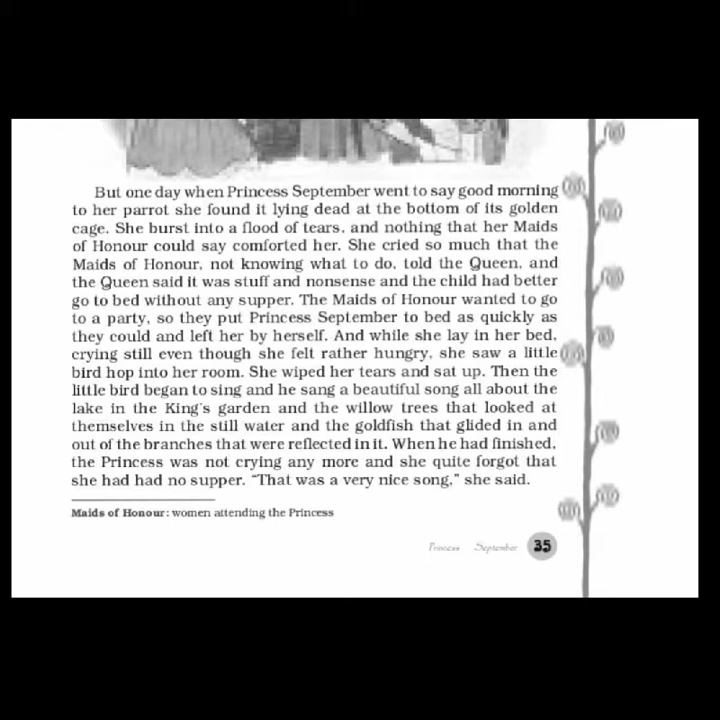 But one day when Princess September went to say good morning
to her parrot she found it lying dead at the bottom of its golden
cage. She burst into a flood of tears, and nothing that her Maids
of Honour could say comforted her. She cried so much that the
Maids of Honour, not knowing what to do, told the Queen, and
the Queen said it was stuff and nonsense and the child had better
go to bed without any supper. The Maids of Honour wanted to go
to a party, so they put Princess September to bed as quickly as
they could and left her by herself. And while she lay in her bed,
crying still even though she felt rather hungry, she saw a little
bird hop into her room. She wiped her tears and sat up. Then the
little bird began to sing and he sang a beautiful song all about the
lake in the King's garden and the willow trees that looked at
themselves in the still water and the goldfish that glided in and
out of the branches that were reflected in it. When he had finished,
the Princess was not crying any more and she quite forgot that
she had had no supper. “That was a very nice song,” she said.
Maids of Honour: women attending the Princess
Princess September 35